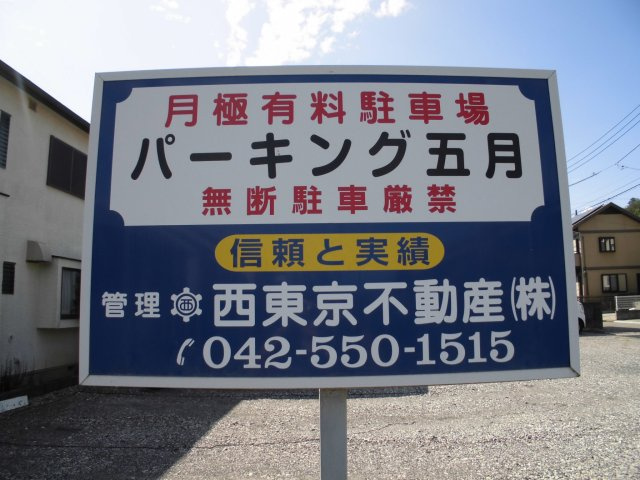 月極有料駐車場
パーキング五月
無断駐車厳禁
信頼と実績
管理 西 西東京不動産(株)
042-550-1515